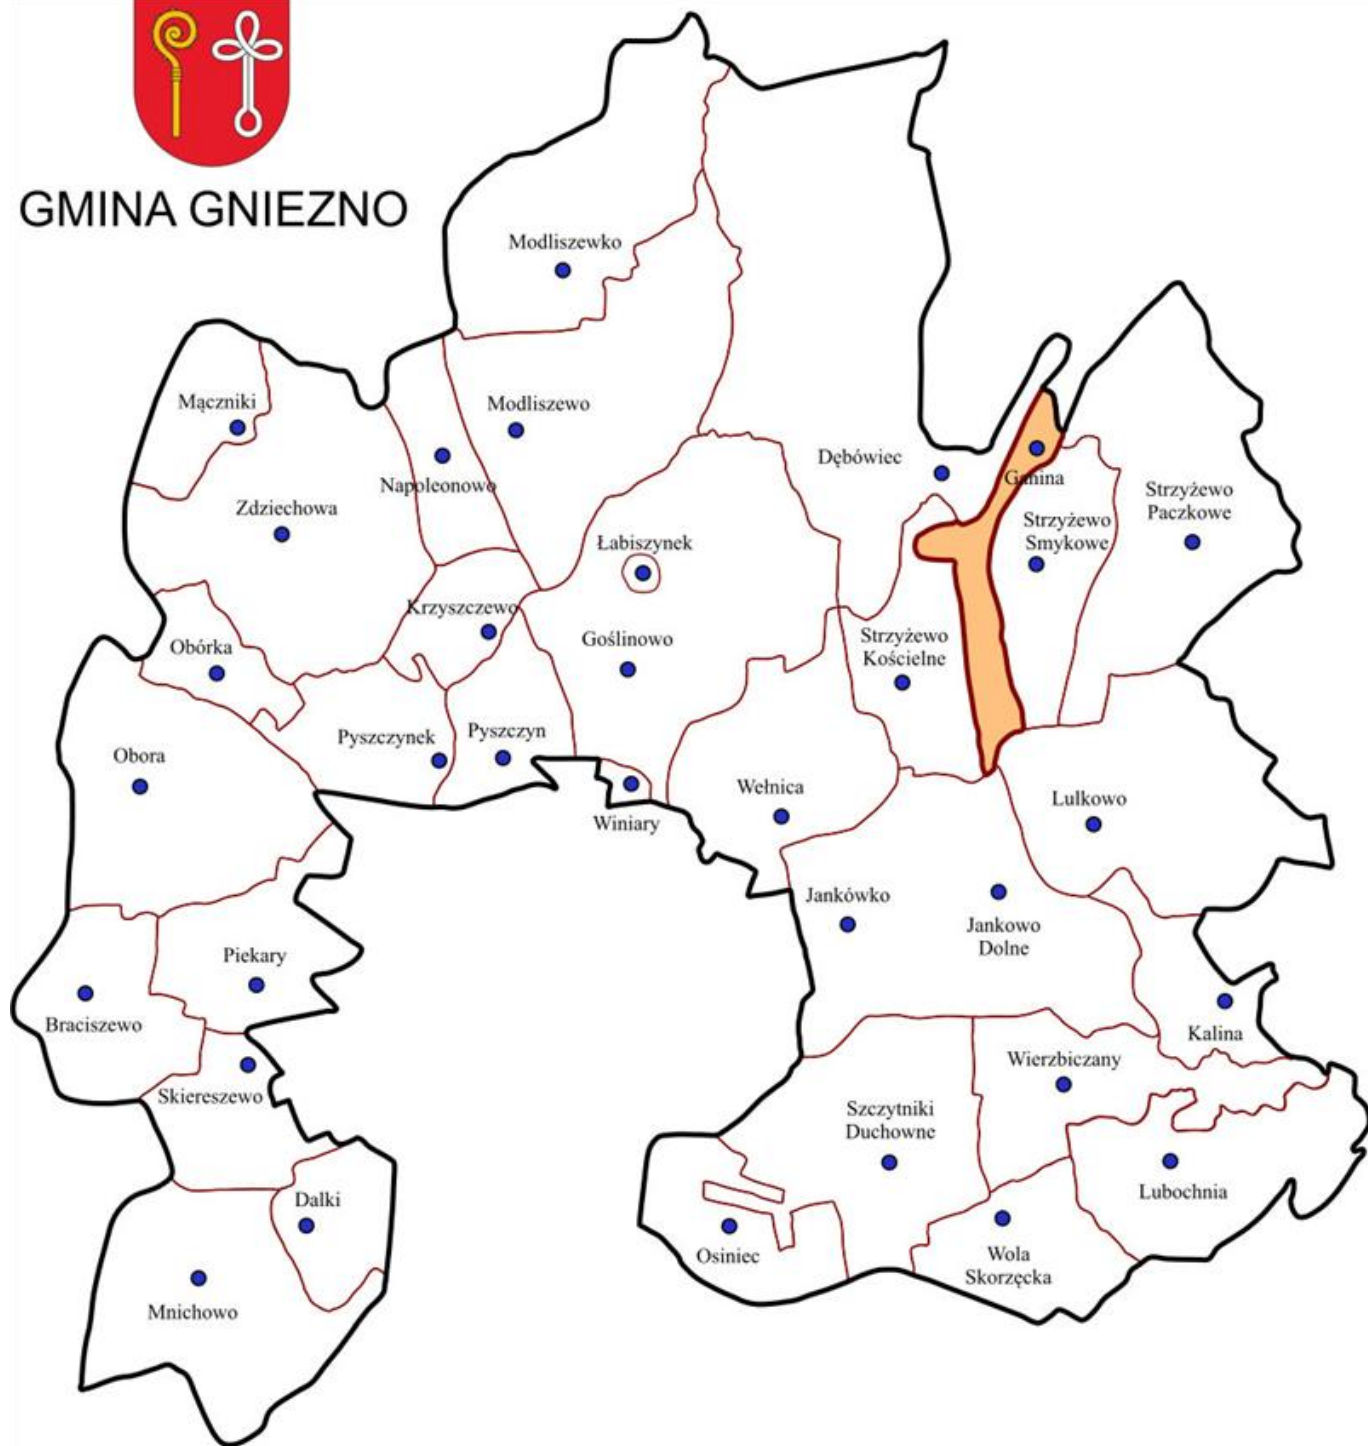 GMINA GNIEZNO
Modliszewko
Mączniki
Modliszewo
Dębówiec
Napoleonowo
Ganina
Strzyżewo
Paczkowe
Zdziechowa
Strzyżewo
Smykowe
Łabiszynek
Krzyszczewo
Goślinowo
Strzyżewo
Kościelne
Obórka
Pyszczynek
Pyszczyn
Obora
Wełnica
Lulkowo
Winiary
Jankówko
Jankowo
Dolne
Piekary
Braciszewo
Kalina
Wierzbiczany
Skiereszewo
Szczytniki
Duchowne
Dalki
Lubochnia
Osiniec
Wola
Skorzęcka
Mnichowo